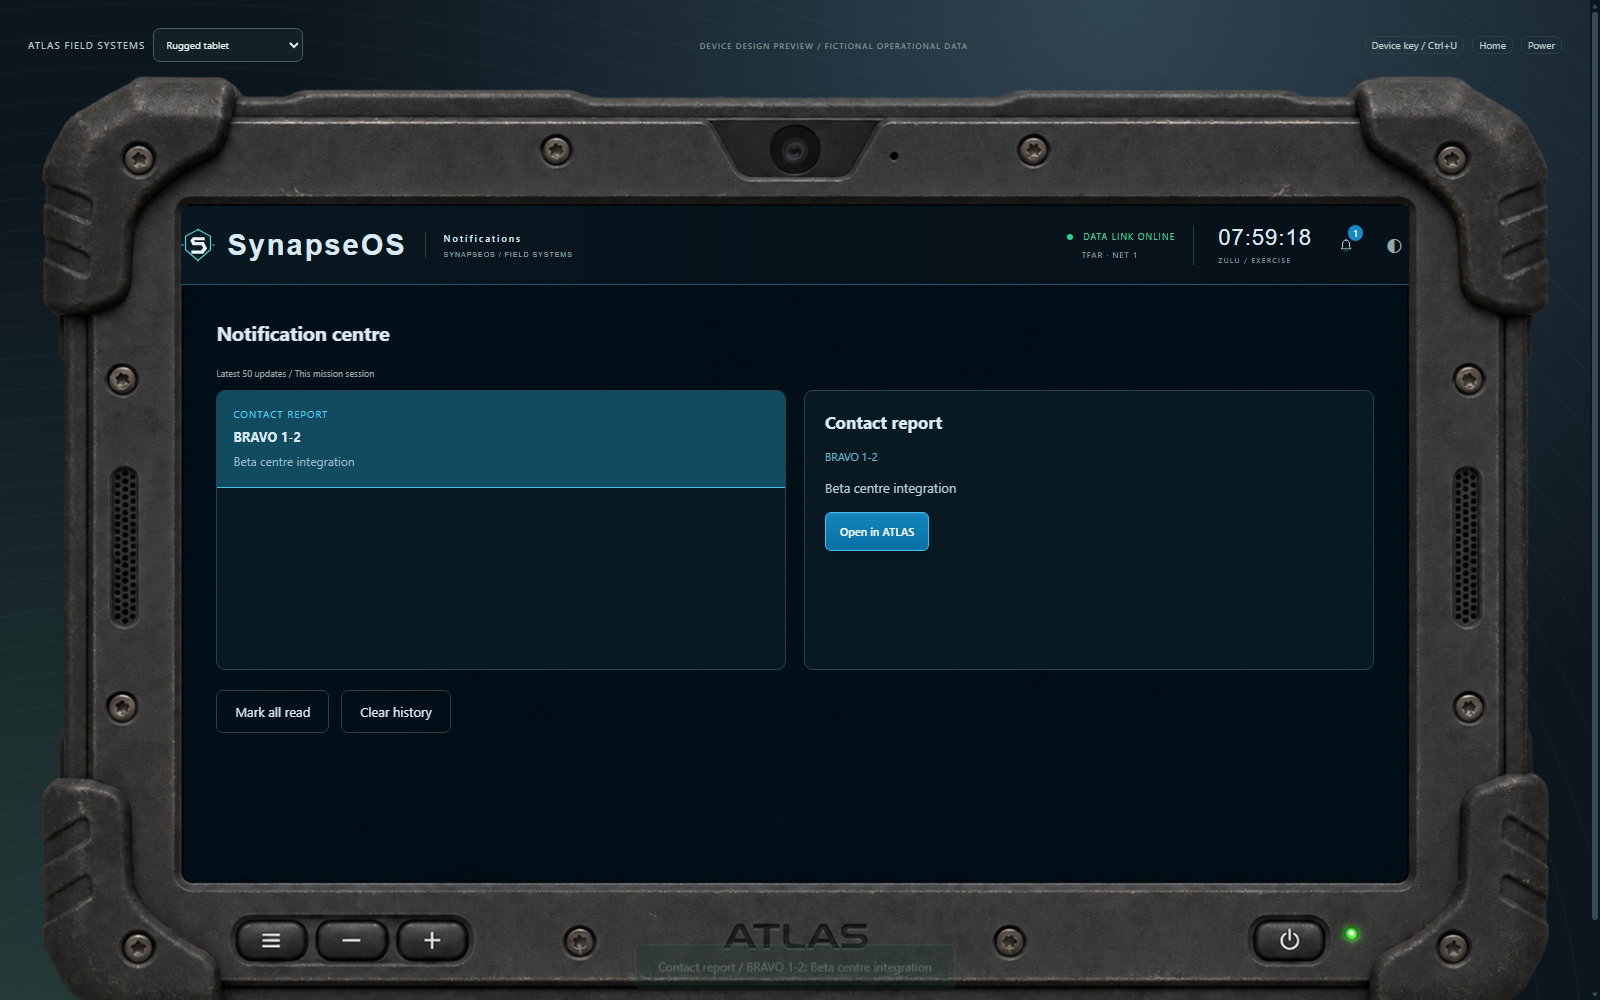 ATLAS FIELD SYSTEMS
Rugged tablet
DEVICE DESIGN PREVIEW / FICTIONAL OPERATIONAL DATA
Device key / Ctrl+U
Home
Power
SynapseOS
Notifications
SYNAPSEOS / FIELD SYSTEMS
DATA LINK ONLINE
TFAR · NET 1
07:59:18
ZULU / EXERCISE
1
Notification centre
Latest 50 updates / This mission session
CONTACT REPORT
BRAVO 1-2
Beta centre integration
Contact report
BRAVO 1-2
Beta centre integration
Open in ATLAS
Mark all read
Clear history
ATLAS
Contact report / BRAVO 1-2: Beta centre integration